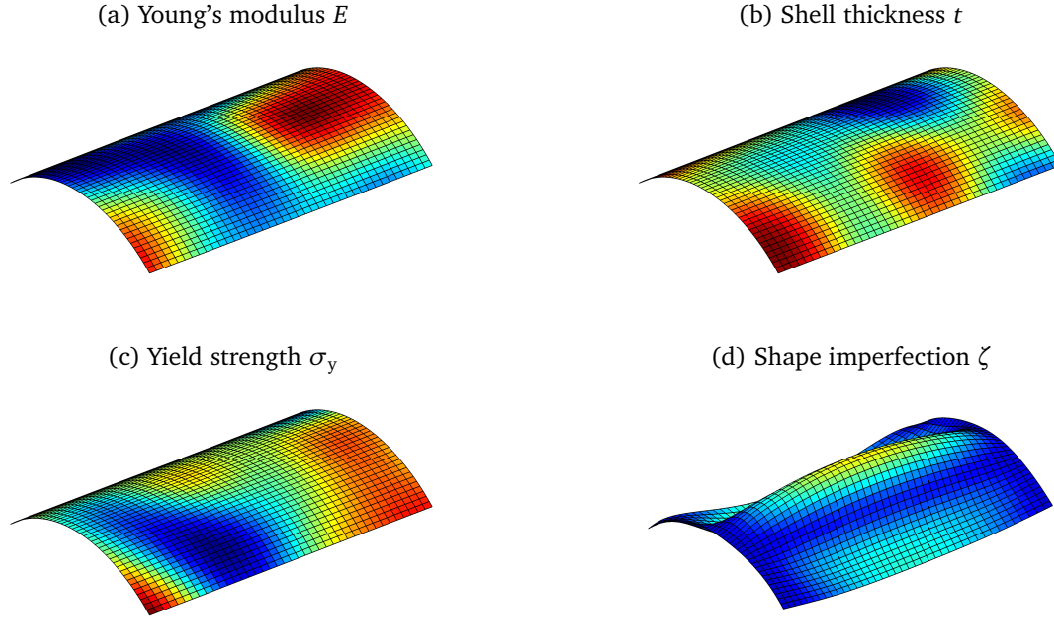 (a) Young’s modulus E
(b) Shell thickness t
(c) Yield strength σy
(d) Shape imperfection ζ